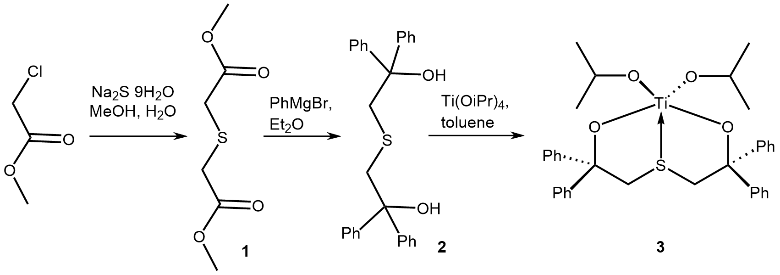 Cl
O
O
Na2S 9H2O
MeOH, H2O
O
O
S
O
O
1
PhMgBr,
Et2O
Ph
Ph
OH
S
OH
Ph
Ph
2
Ti(OiPr)4,
toluene
O
O
Ti
O
O
Ph
Ph
S
Ph
Ph
3